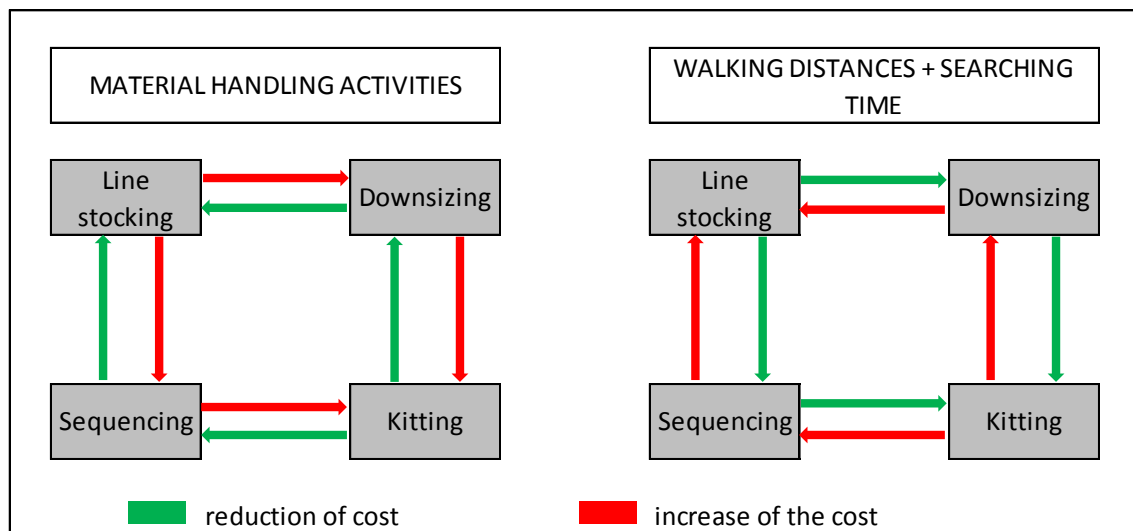 MATERIAL HANDLING ACTIVITIES
WALKING DISTANCES + SEARCHING
TIME
Line
stocking
Downsizing
Sequencing
Kitting
Line
stocking
Downsizing
Sequencing
Kitting
reduction of cost
increase of the cost